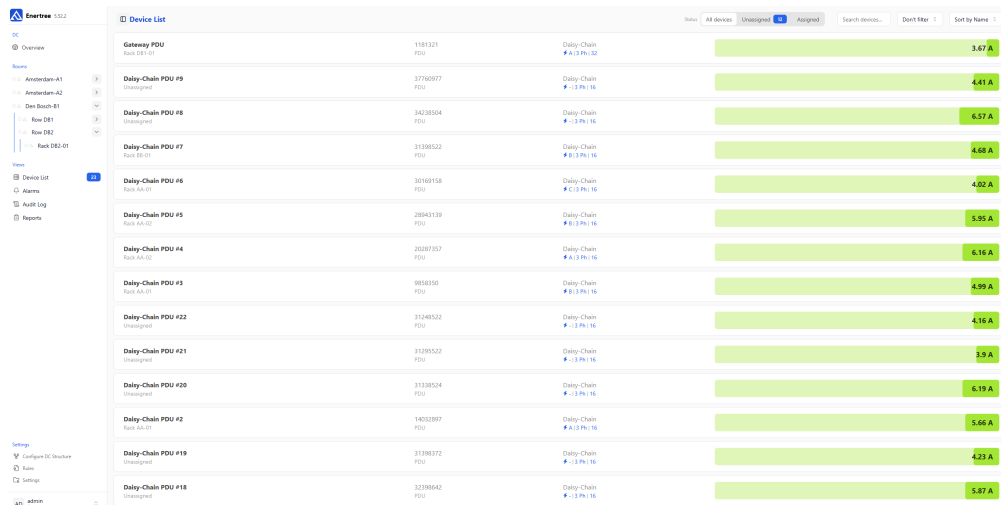 Enertree 5.52.2
DC
Overview
Rooms
Amsterdam-A1
Amsterdam-A2
Den Bosch-B1
Row DB1
Row DB2
Rack DB2-01
Views
Device List 23
Alarms
Audit Log
Reports
Settings
Configure DC Structure
Rules
Settings
admin
Device List
Status All devices Unassigned 13 Assigned Search devices... Don't filter Sort by Name
Gateway PDU 1181321 Daisy-Chain 3.67 A
Rack DB1-01 PDU A | 3 Ph | 32
Daisy-Chain PDU #9 37760977 Daisy-Chain 4.41 A
Unassigned PDU - | 3 Ph | 16
Daisy-Chain PDU #8 34238504 Daisy-Chain 6.57 A
Unassigned PDU - | 3 Ph | 16
Daisy-Chain PDU #7 31398522 Daisy-Chain 4.68 A
Rack BB-01 PDU B | 3 Ph | 16
Daisy-Chain PDU #6 30169158 Daisy-Chain 4.02 A
Rack AA-01 PDU C | 3 Ph | 16
Daisy-Chain PDU #5 28943139 Daisy-Chain 5.95 A
Rack AA-02 PDU B | 3 Ph | 16
Daisy-Chain PDU #4 20287357 Daisy-Chain 6.16 A
Rack AA-02 PDU A | 3 Ph | 16
Daisy-Chain PDU #3 9858350 Daisy-Chain 4.99 A
Rack AA-01 PDU B | 3 Ph | 16
Daisy-Chain PDU #22 31248522 Daisy-Chain 4.16 A
Unassigned PDU - | 3 Ph | 16
Daisy-Chain PDU #21 31295522 Daisy-Chain 3.9 A
Unassigned PDU - | 3 Ph | 16
Daisy-Chain PDU #20 31338524 Daisy-Chain 6.19 A
Unassigned PDU - | 3 Ph | 16
Daisy-Chain PDU #2 14032897 Daisy-Chain 5.66 A
Rack AA-01 PDU A | 3 Ph | 16
Daisy-Chain PDU #19 31398372 Daisy-Chain 4.23 A
Unassigned PDU - | 3 Ph | 16
Daisy-Chain PDU #18 32398642 Daisy-Chain 5.87 A
Unassigned PDU - | 3 Ph | 16